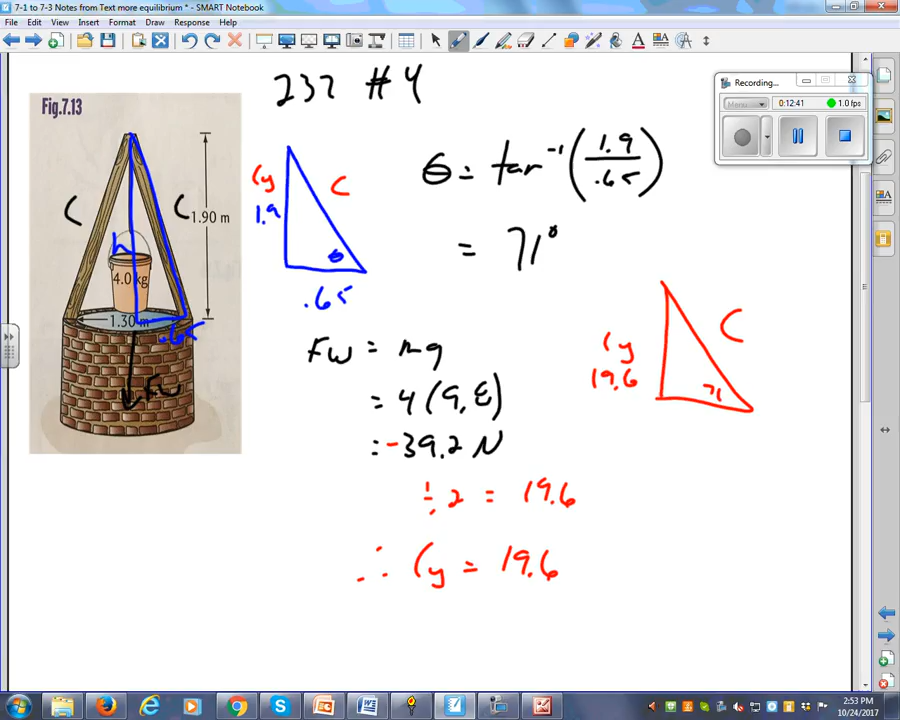 7-1 to 7-3 Notes from Text more equilibrium * - SMART Notebook
File Edit View Insert Format Draw Response Help
Recording...
Menu
0:12:41
1.0 fps
237 #4
Fig.7.13
C
C
1.90 m
4.0 kg
1.30 m
.65
FW
Cy
C
1.9
θ
.65
θ = tan⁻¹(1.9/.65)
= 71°
Fw = mg
= 4(9.8)
= -39.2 N
÷2 = 19.6
∴ Cy = 19.6
Cy
19.6
C
71
2:53 PM
10/24/2017